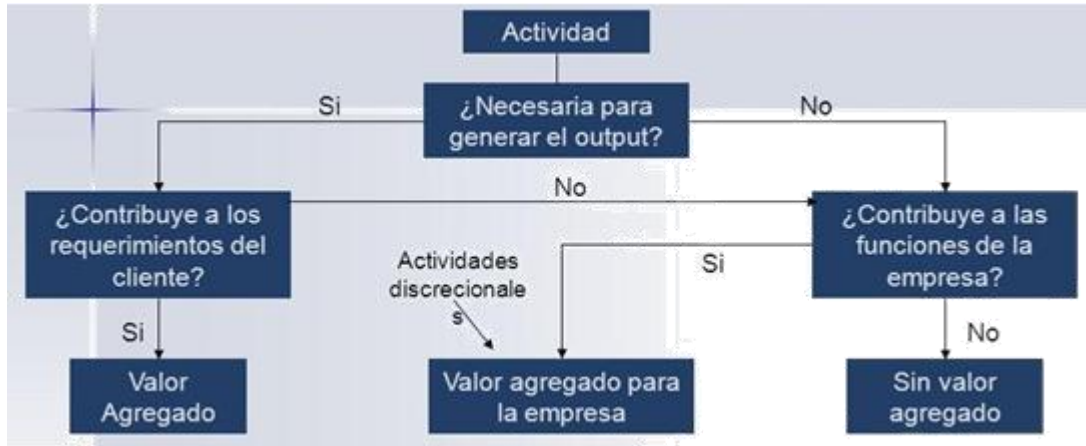 Actividad
Si
¿Necesaria para
generar el output?
No
No
¿Contribuye a los
requerimientos del
cliente?
¿Contribuye a las
funciones de la
empresa?
Actividades
discrecionale
s
Si
Si
No
Valor
Agregado
Valor agregado para
la empresa
Sin valor
agregado